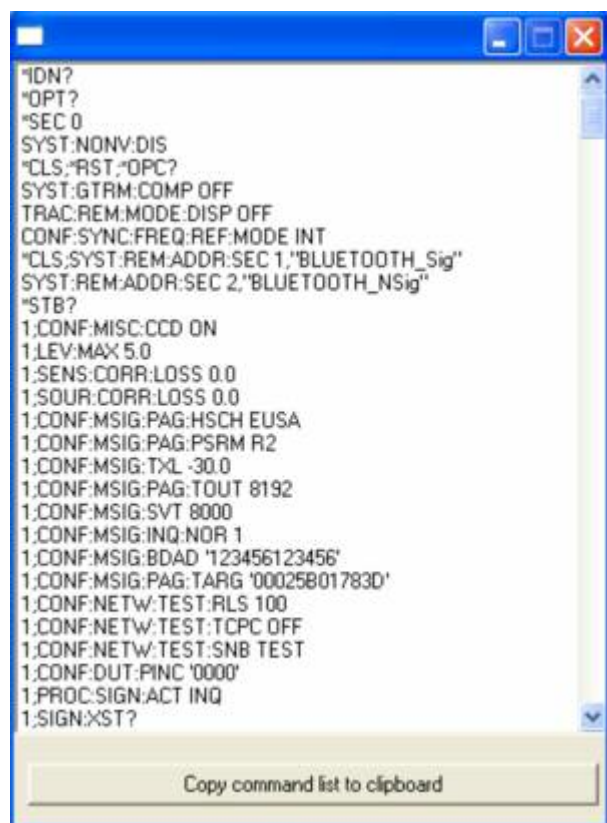 *IDN?
*OPT?
*SEC 0
SYST:NONV:DIS
*CLS;*RST;*OPC?
SYST:GTRM:COMP OFF
TRAC:REM:MODE:DISP OFF
CONF:SYNC:FREQ:REF:MODE INT
*CLS;SYST:REM:ADDR:SEC 1,"BLUETOOTH_Sig"
SYST:REM:ADDR:SEC 2,"BLUETOOTH_NSig"
*STB?
1;CONF:MISC:CCD ON
1;LEV:MAX 5.0
1;SENS:CORR:LOSS 0.0
1;SOUR:CORR:LOSS 0.0
1;CONF:MSIG:PAG:HSCH EUSA
1;CONF:MSIG:PAG:PSRM R2
1;CONF:MSIG:TXL -30.0
1;CONF:MSIG:PAG:TOUT 8192
1;CONF:MSIG:SVT 8000
1;CONF:MSIG:INQ:NOR 1
1;CONF:MSIG:BDAD '123456123456'
1;CONF:MSIG:PAG:TARG '00025B01783D'
1;CONF:NETW:TEST:RLS 100
1;CONF:NETW:TEST:TCPC OFF
1;CONF:NETW:TEST:SNB TEST
1;CONF:DUT:PINC '0000'
1;PROC:SIGN:ACT INQ
1;SIGN:XST?
Copy command list to clipboard